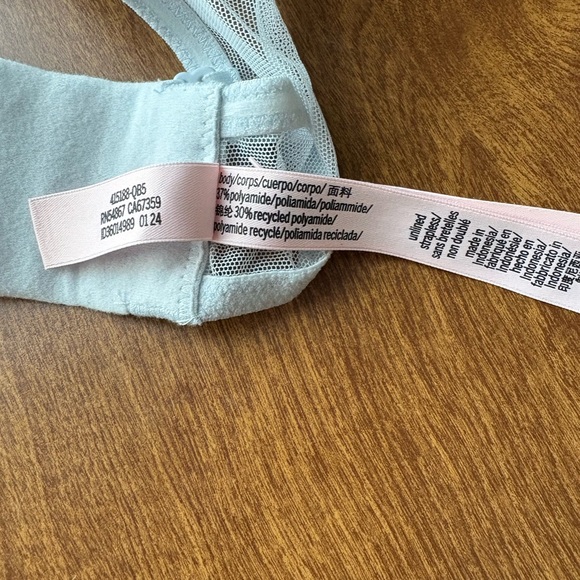 415188-QB5
RN54867 CA67359
ID36014989 01 24
body/corps/cuerpo/corpo/ 面料
37% polyamide/poliamida/poliammide/
30% recycled polyamide/
polyamide recyclé/poliamida reciclada/
unlined
strapless/
sans bretelles
non doublé
made in
Indonesia/
fabriqué en
Indonésie/
hecho en
Indonesia/
fabbricato in
Indonesia/